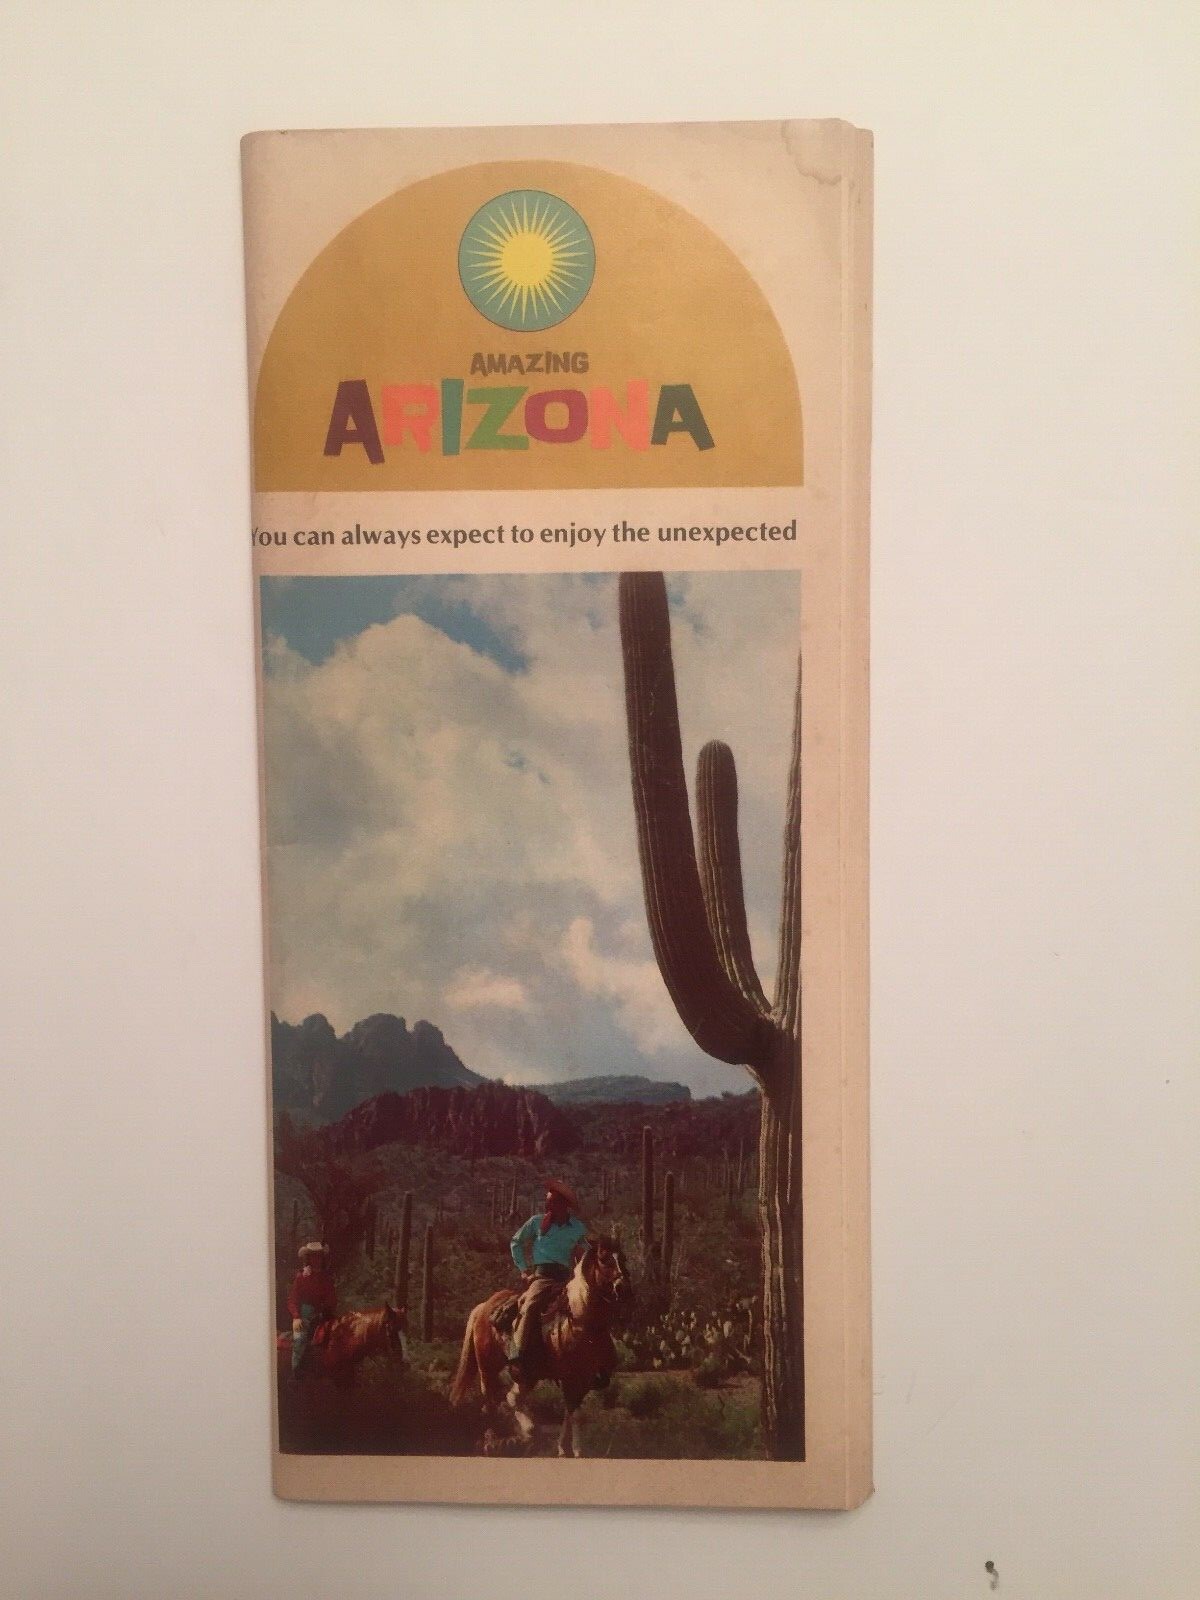 AMAZING
ARIZONA
You can always expect to enjoy the unexpected